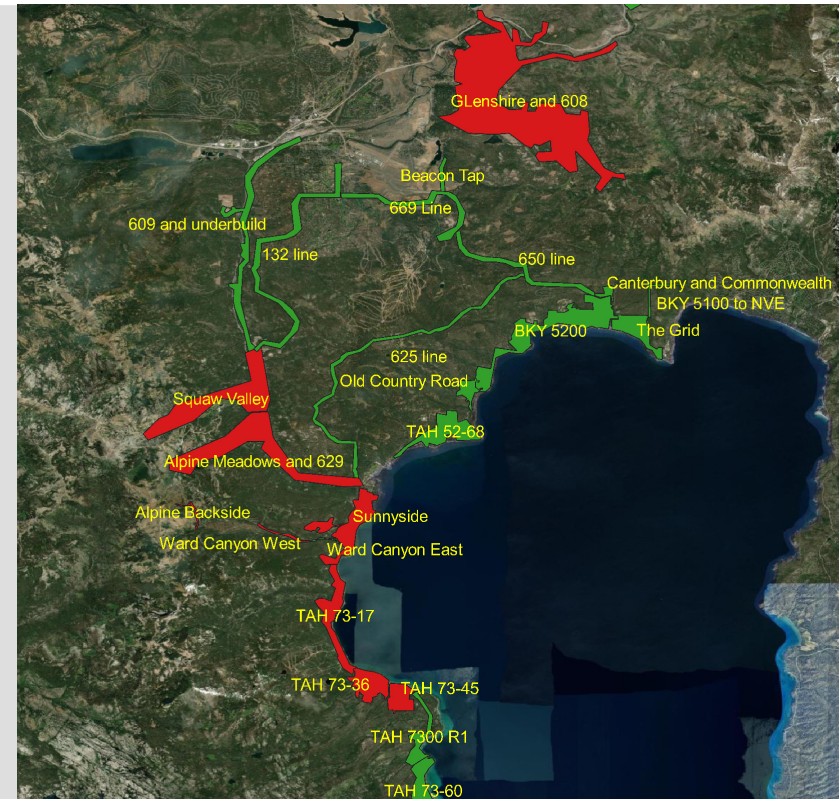 GLenshire and 608
Beacon Tap
669 Line
609 and underbuild
132 line
650 line
Canterbury and Commonwealth
BKY 5100 to NVE
BKY 5200
The Grid
625 line
Old Country Road
Squaw Valley
TAH 52-68
Alpine Meadows and 629
Alpine Backside
Sunnyside
Ward Canyon West
Ward Canyon East
TAH 73-17
TAH 73-36
TAH 73-45
TAH 7300 R1
TAH 73-60